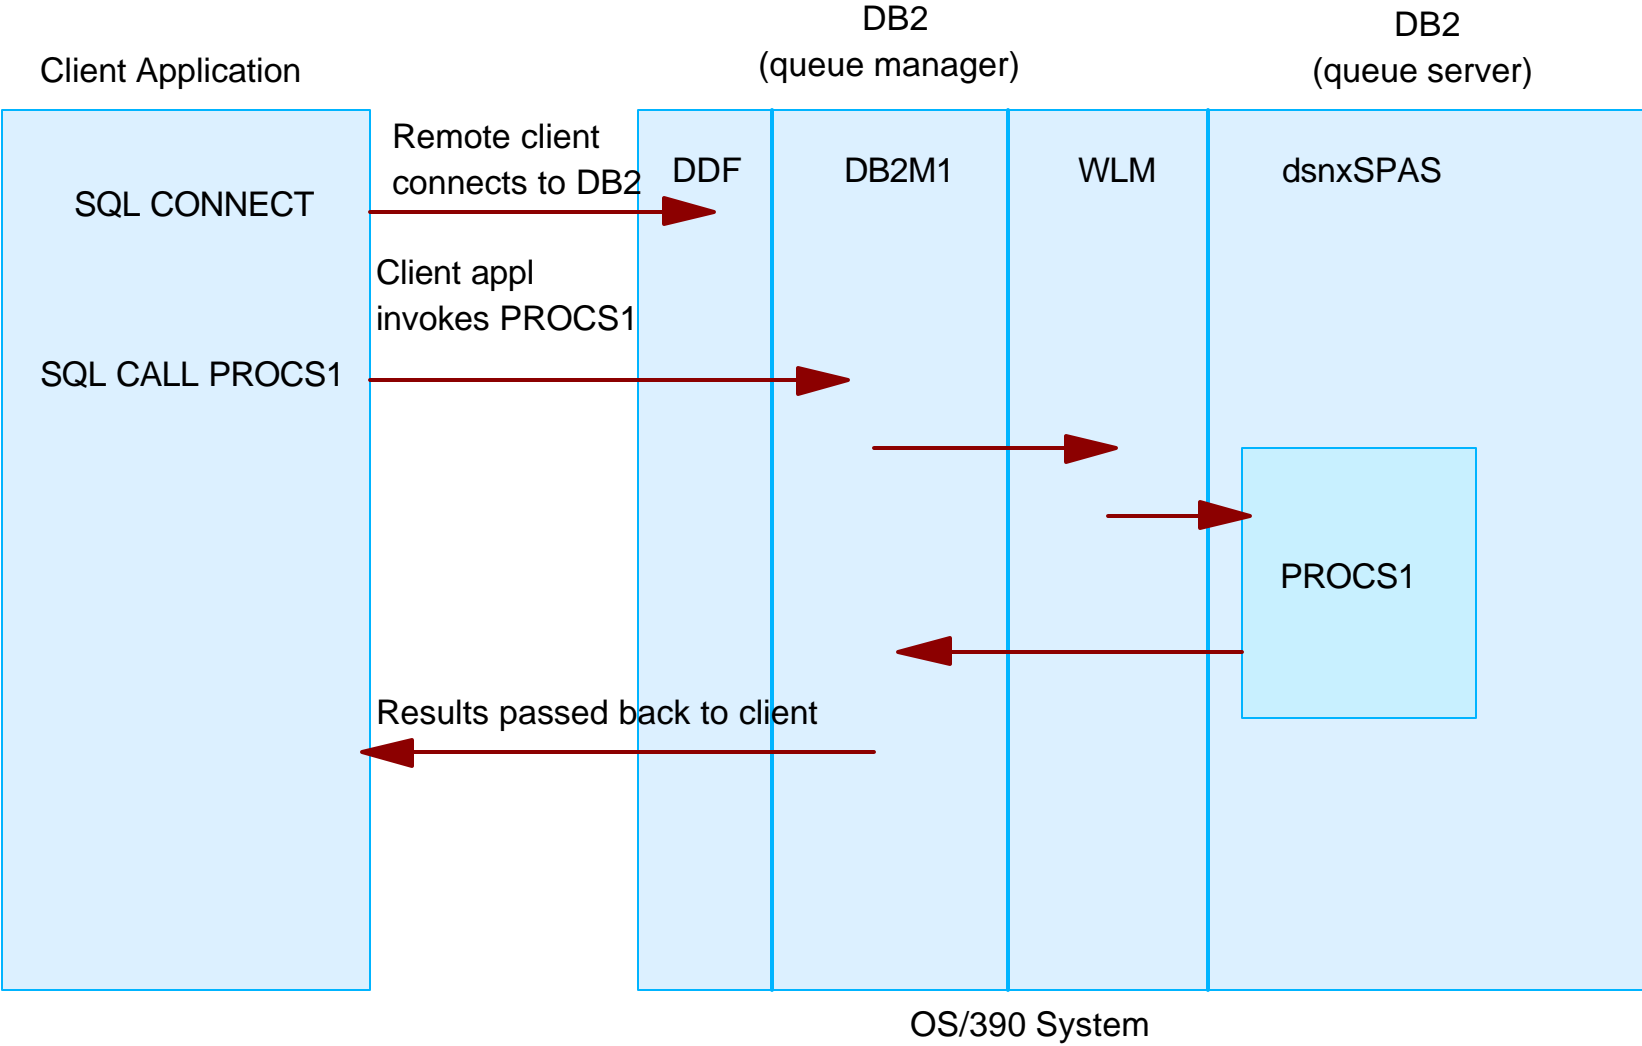 DB2
(queue manager)
DB2
(queue server)
Client Application
Remote client
connects to DB2
DDF
DB2M1
WLM
dsnxSPAS
SQL CONNECT
Client appl
invokes PROCS1
SQL CALL PROCS1
PROCS1
Results passed back to client
OS/390 System